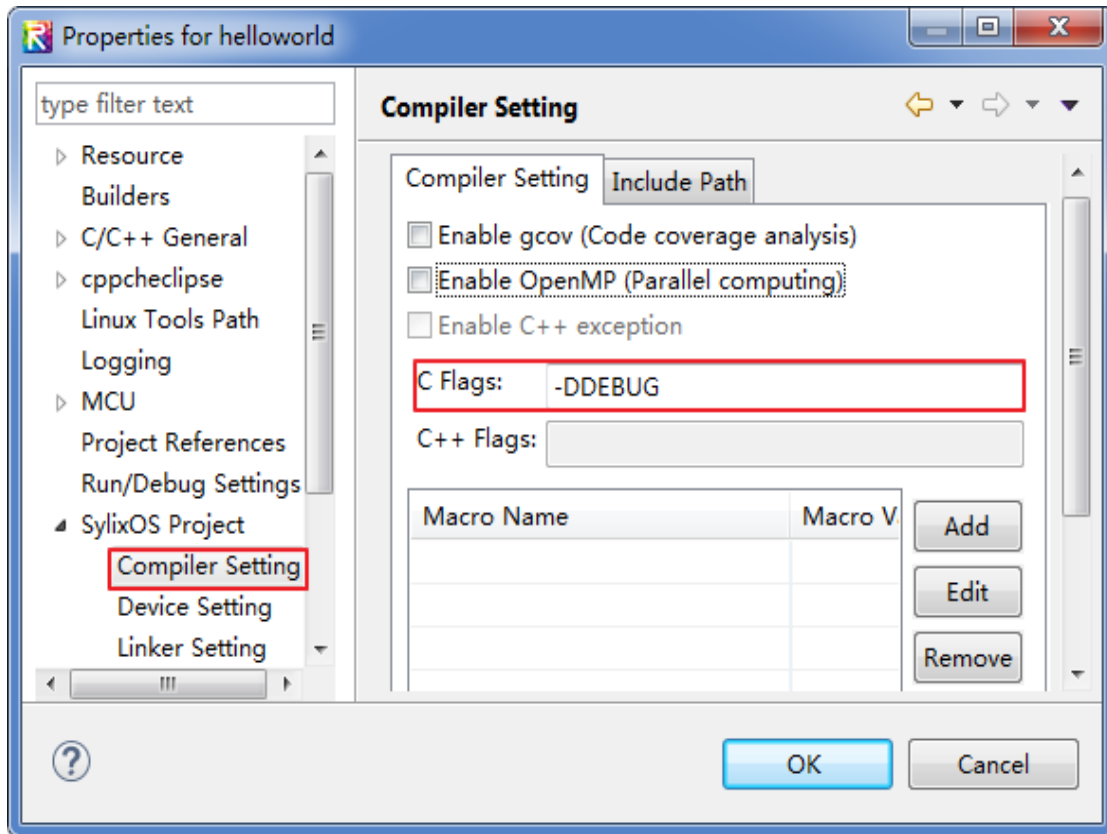 Properties for helloworld
type filter text
Resource
Builders
C/C++ General
cppcheclipse
Linux Tools Path
Logging
MCU
Project References
Run/Debug Settings
SylixOS Project
Compiler Setting
Device Setting
Linker Setting
Compiler Setting
Compiler Setting
Include Path
Enable gcov (Code coverage analysis)
Enable OpenMP (Parallel computing)
Enable C++ exception
C Flags: -DDEBUG
C++ Flags:
Macro Name Macro V
Add
Edit
Remove
OK Cancel